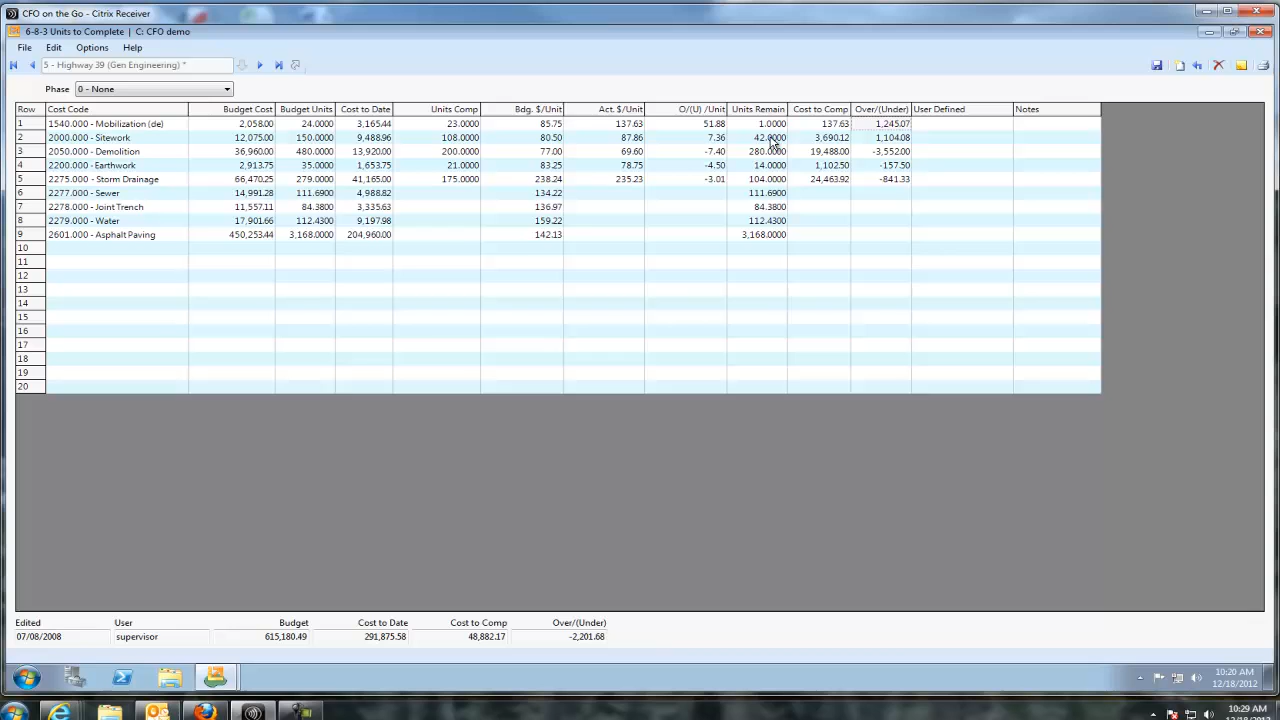 CFO on the Go - Citrix Receiver
6-8-3 Units to Complete | C: CFO demo
File Edit Options Help
5 - Highway 39 (Gen Engineering) *
Phase 0 - None
Row Cost Code Budget Cost Budget Units Cost to Date Units Comp Bdg. $/Unit Act. $/Unit O/(U) /Unit Units Remain Cost to Comp Over/(Under) User Defined Notes
1 1540.000 - Mobilization (de) 2,058.00 24.0000 3,165.44 23.0000 85.75 137.63 51.88 1.0000 137.63 1,245.07
2 2000.000 - Sitework 12,075.00 150.0000 9,488.96 108.0000 80.50 87.86 7.36 42.0000 3,690.12 1,104.08
3 2050.000 - Demolition 36,960.00 480.0000 13,920.00 200.0000 77.00 69.60 -7.40 280.0000 19,488.00 -3,552.00
4 2200.000 - Earthwork 2,913.75 35.0000 1,653.75 21.0000 83.25 78.75 -4.50 14.0000 1,102.50 -157.50
5 2275.000 - Storm Drainage 66,470.25 279.0000 41,165.00 175.0000 238.24 235.23 -3.01 104.0000 24,463.92 -841.33
6 2277.000 - Sewer 14,991.28 111.6900 4,988.82 134.22 111.6900
7 2278.000 - Joint Trench 11,557.11 84.3800 3,335.63 136.97 84.3800
8 2279.000 - Water 17,901.66 112.4300 9,197.98 159.22 112.4300
9 2601.000 - Asphalt Paving 450,253.44 3,168.0000 204,960.00 142.13 3,168.0000
10
11
12
13
14
15
16
17
18
19
20
Edited User Budget Cost to Date Cost to Comp Over/(Under)
07/08/2008 supervisor 615,180.49 291,875.58 48,882.17 -2,201.68
10:20 AM
12/18/2012
10:29 AM